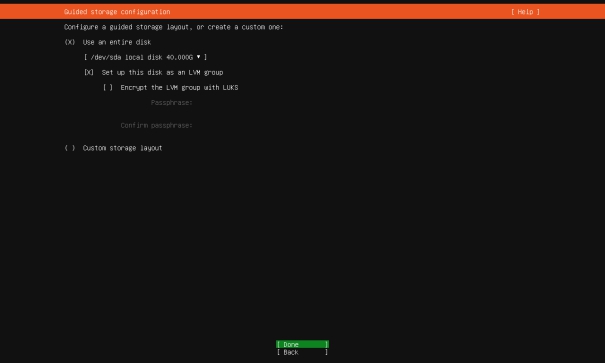 Guided storage configuration [ Help ]
Configure a guided storage layout, or create a custom one:
(X) Use an entire disk
[ /dev/sda local disk 40.000G ▾ ]
[X] Set up this disk as an LVM group
[ ] Encrypt the LVM group with LUKS
Passphrase:
Confirm passphrase:
( ) Custom storage layout
[ Done ]
[ Back ]